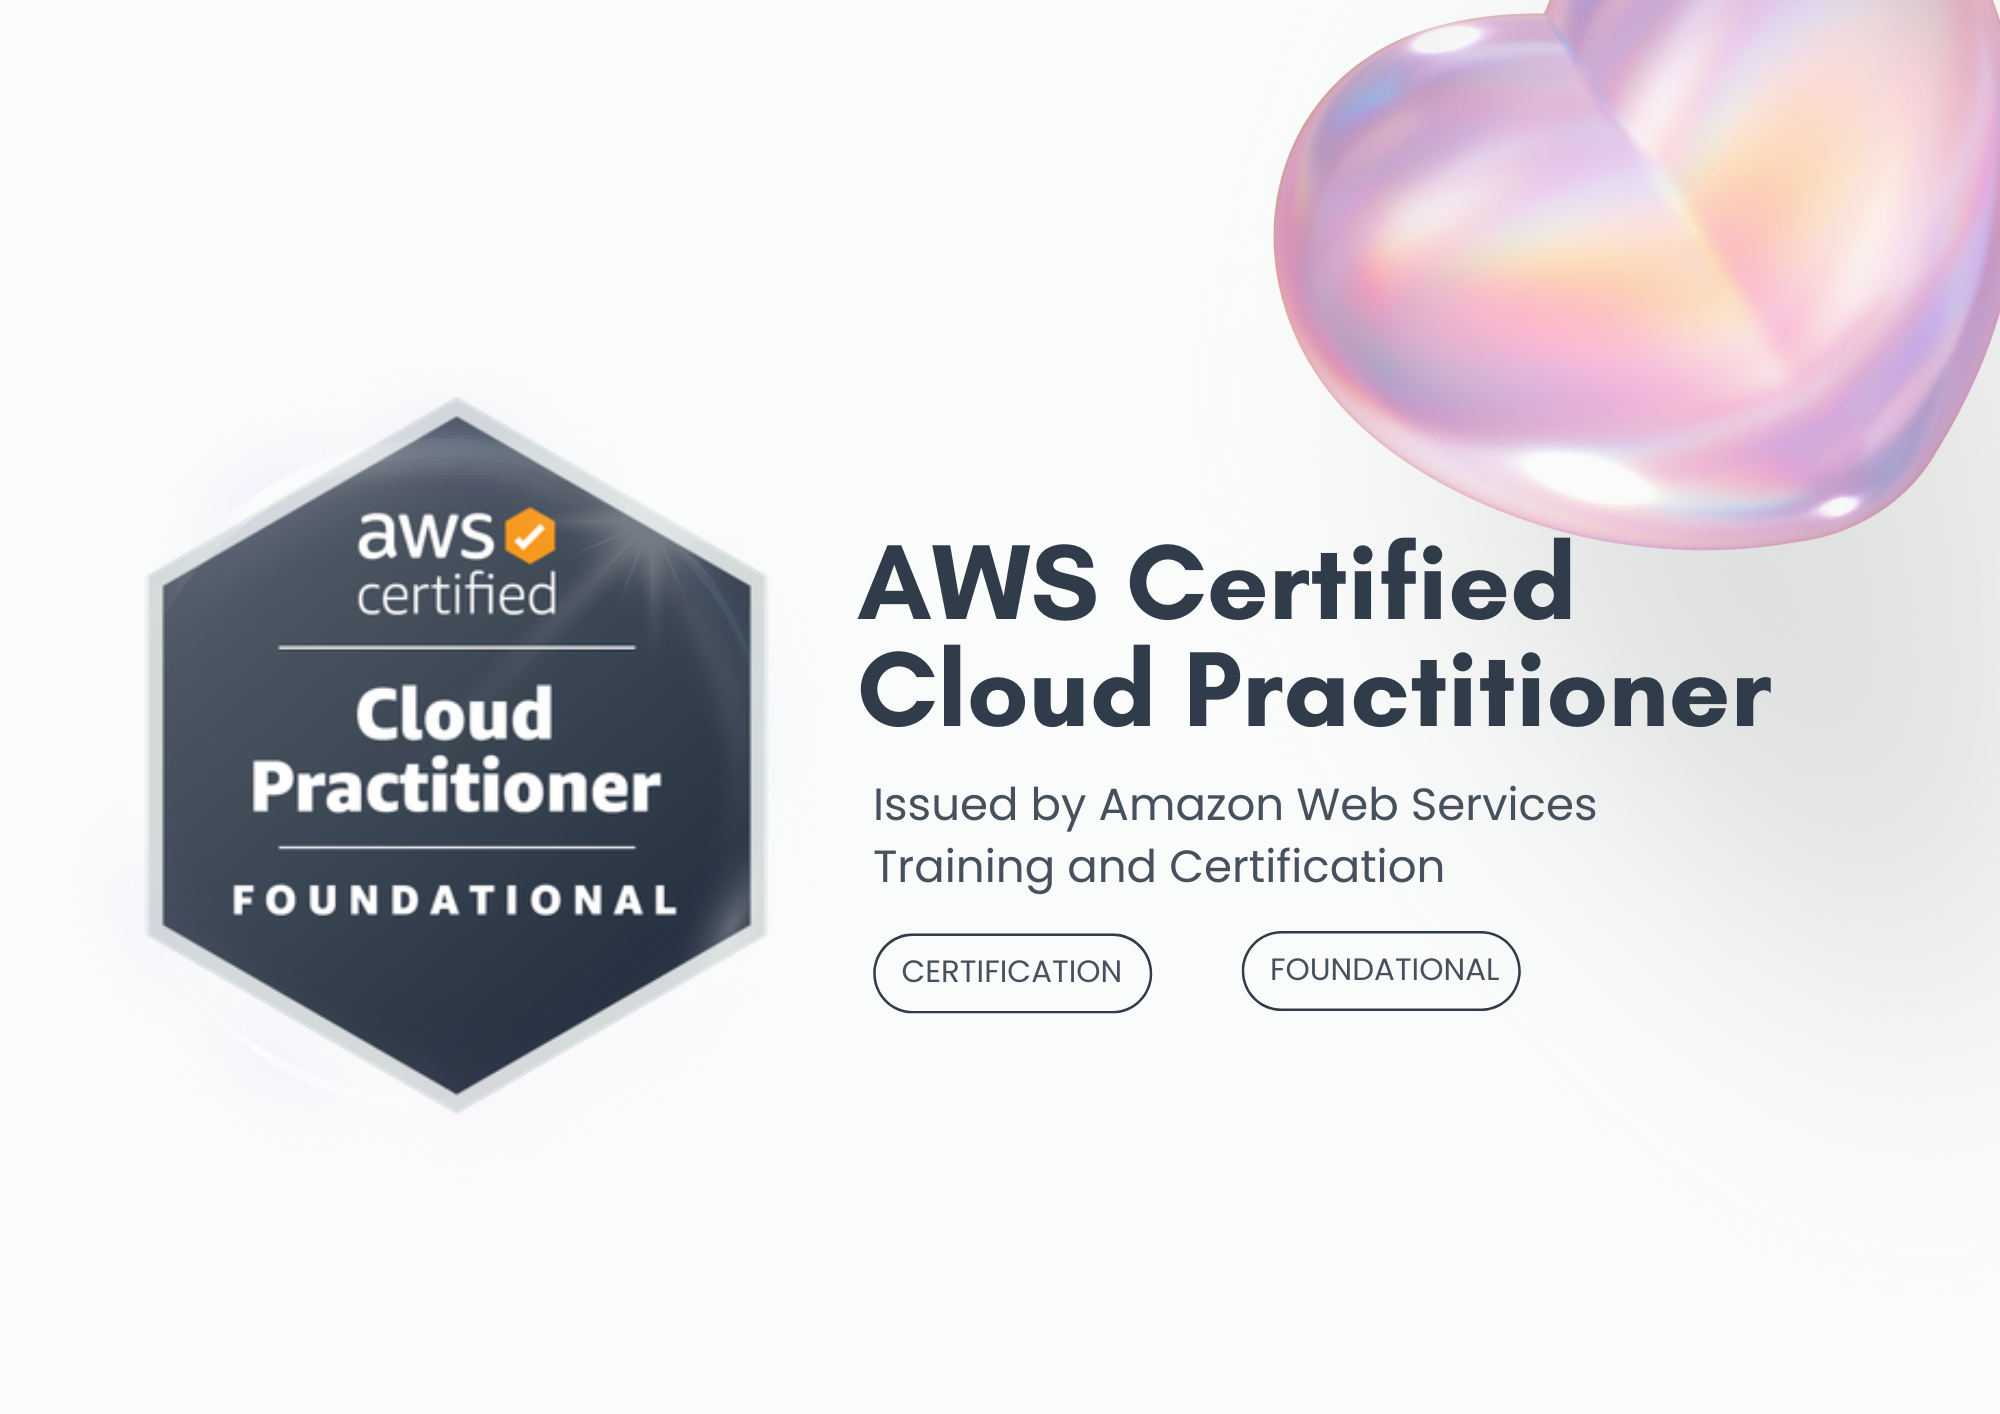 aws
certified
Cloud
Practitioner
FOUNDATIONAL
AWS Certified
Cloud Practitioner
Issued by Amazon Web Services
Training and Certification
CERTIFICATION
FOUNDATIONAL